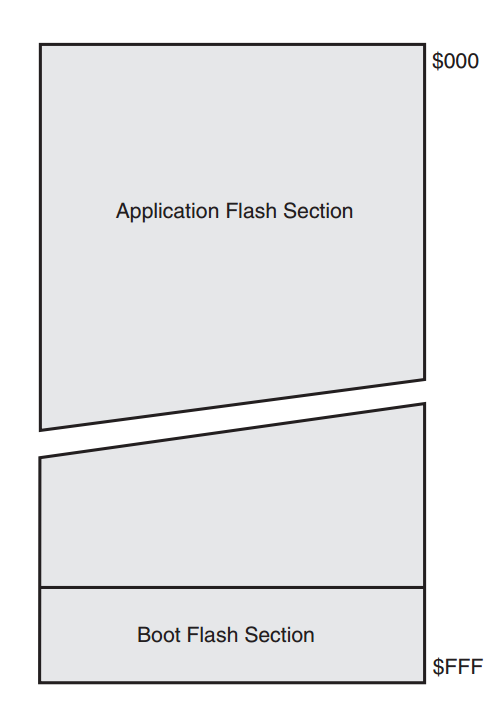 $000
Application Flash Section
Boot Flash Section
$FFF